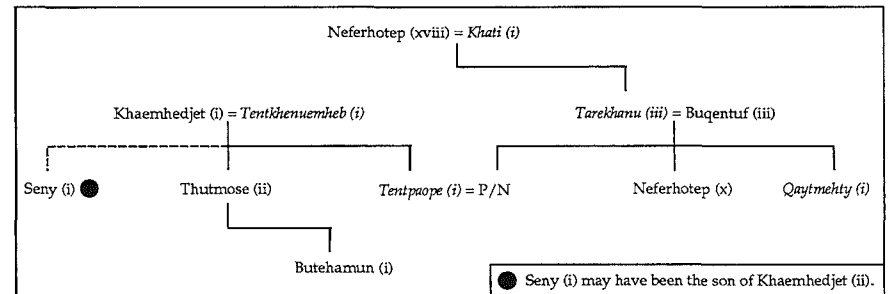 Neferhotep (xviii) = Khati (i)
Khaemhedjet (i) = Tentkhenuemheb (i)
Tarekhanu (iii) = Buqentuf (iii)
Seny (i)
Thutmose (ii)
Tentpaope (i) = P/N
Neferhotep (x)
Qaytmehty (i)
Butehamun (i)
Seny (i) may have been the son of Khaemhedjet (ii).